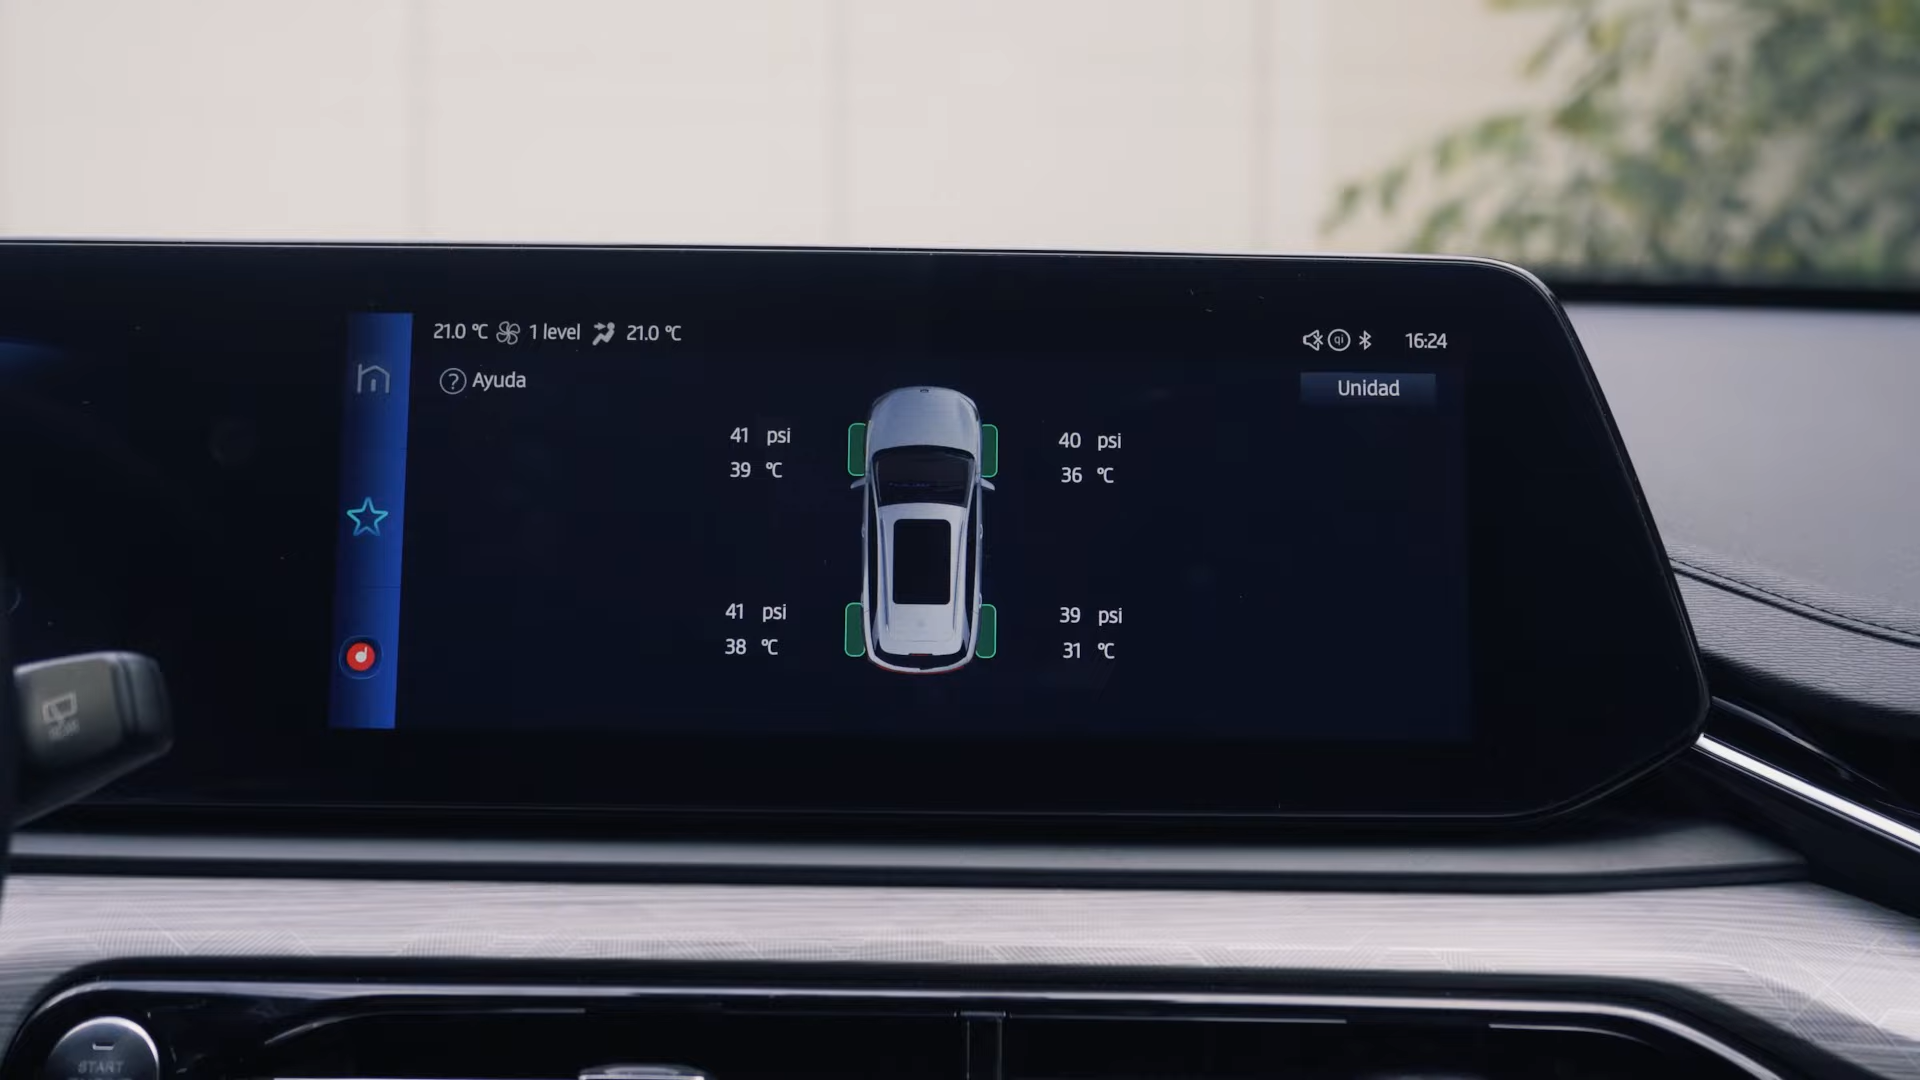 21.0 ℃ 1 level 21.0 ℃
qi 16:24
? Ayuda
Unidad
41 psi
39 ℃
40 psi
36 ℃
41 psi
38 ℃
39 psi
31 ℃
START